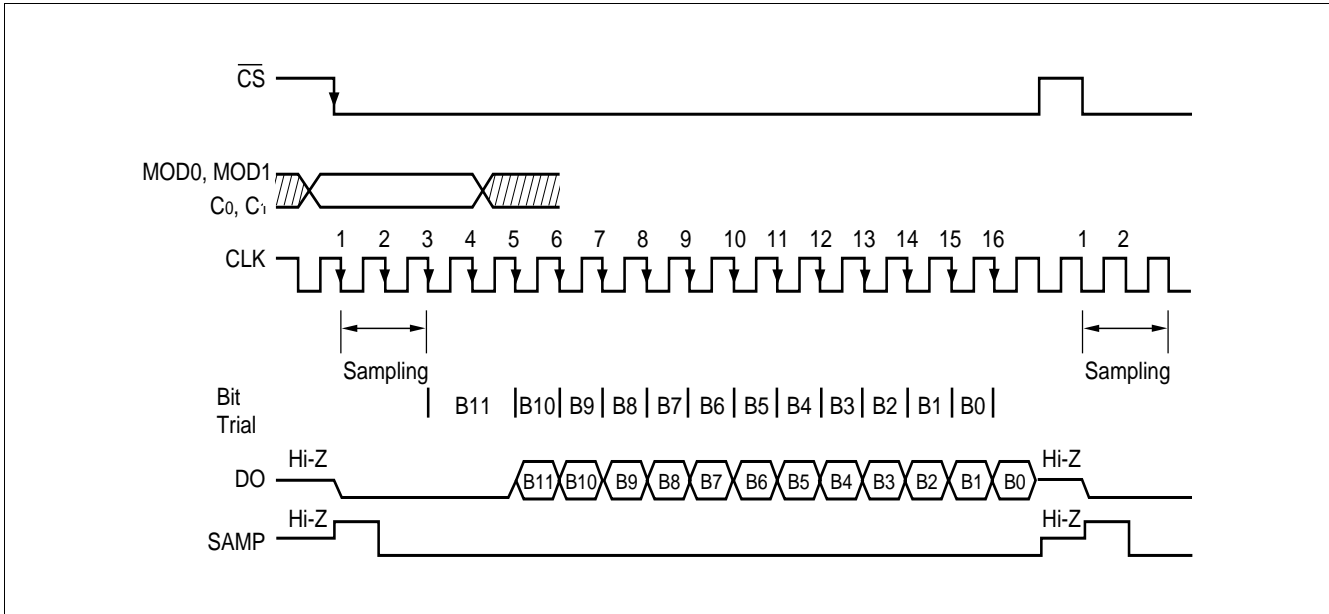 CS
MOD0, MOD1
C0, C1
1 2 3 4 5 6 7 8 9 10 11 12 13 14 15 16 1 2
CLK
Sampling Sampling
Bit
Trial
B11 B10 B9 B8 B7 B6 B5 B4 B3 B2 B1 B0
Hi-Z Hi-Z
DO B11 B10 B9 B8 B7 B6 B5 B4 B3 B2 B1 B0
Hi-Z Hi-Z
SAMP